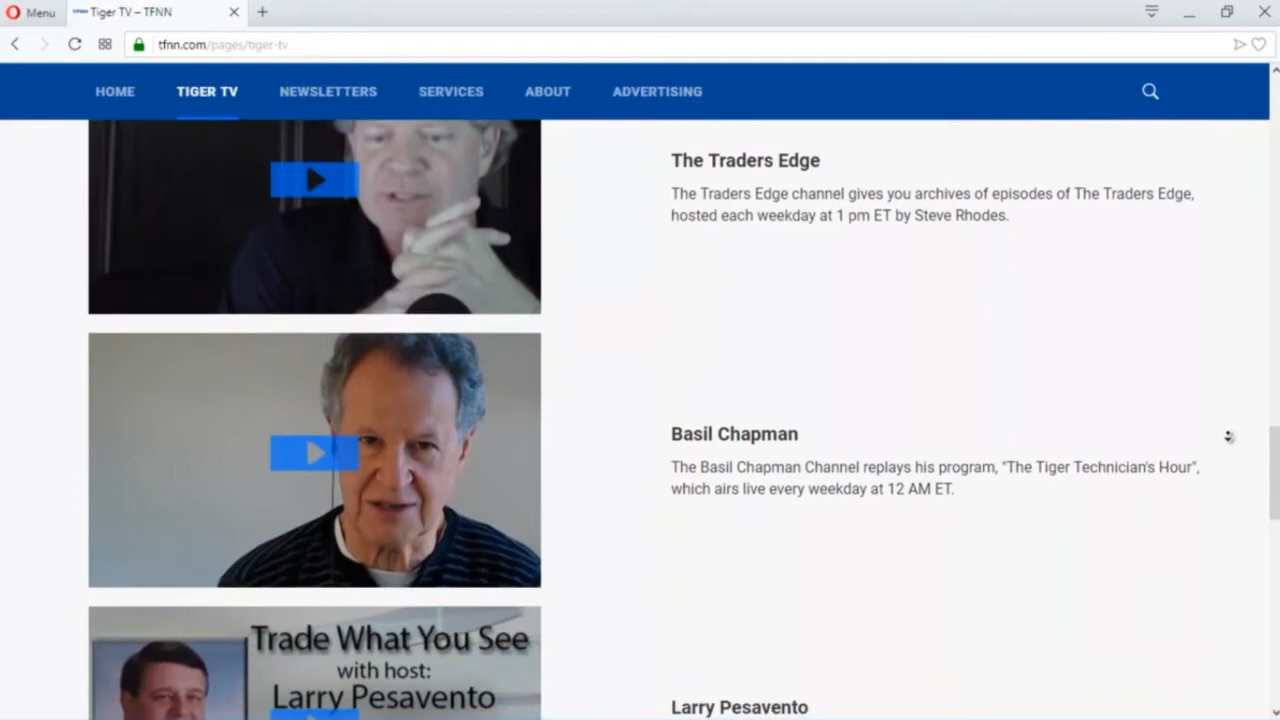 Menu
Tiger TV – TFNN
tfnn.com/pages/tiger-tv
HOME
TIGER TV
NEWSLETTERS
SERVICES
ABOUT
ADVERTISING
The Traders Edge
The Traders Edge channel gives you archives of episodes of The Traders Edge,
hosted each weekday at 1 pm ET by Steve Rhodes.
Basil Chapman
The Basil Chapman Channel replays his program, "The Tiger Technician's Hour",
which airs live every weekday at 12 AM ET.
Trade What You See
with host:
Larry Pesavento
Larry Pesavento